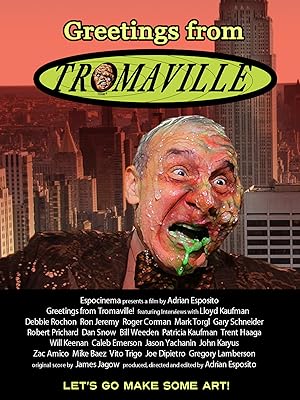 Greetings from
TROMAVILLE
Espocinema presents a film by Adrian Esposito
Greetings from Tromaville! featuring Interviews with Lloyd Kaufman
Debbie Rochon Ron Jeremy Roger Corman Mark Torgl Gary Schneider
Robert Prichard Dan Snow Bill Weeden Patricia Kaufman Trent Haaga
Will Keenan Caleb Emerson Jason Yachanin John Karyus
Zac Amico Mike Baez Vito Trigo Joe Dipietro Gregory Lamberson
original score by James Jagow produced, directed and edited by Adrian Esposito
LET'S GO MAKE SOME ART!